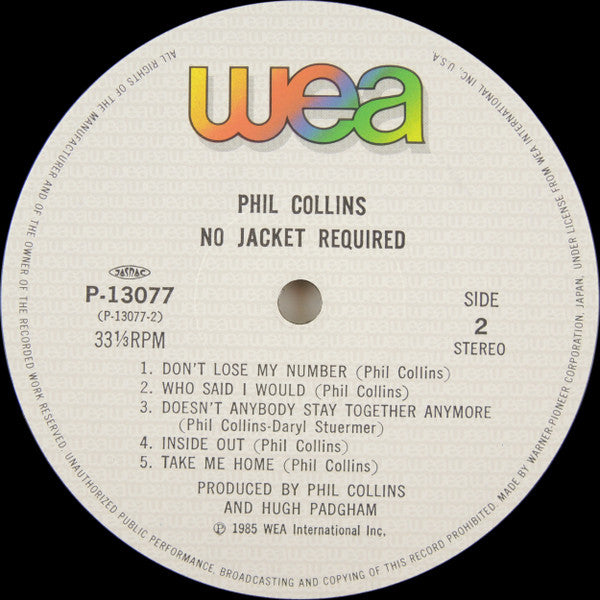 wea
PHIL COLLINS
NO JACKET REQUIRED
JASRAC
P-13077
(P-13077-2)
33⅓RPM
SIDE
2
STEREO
1. DON'T LOSE MY NUMBER (Phil Collins)
2. WHO SAID I WOULD (Phil Collins)
3. DOESN'T ANYBODY STAY TOGETHER ANYMORE
(Phil Collins-Daryl Stuermer)
4. INSIDE OUT (Phil Collins)
5. TAKE ME HOME (Phil Collins)
PRODUCED BY PHIL COLLINS
AND HUGH PADGHAM
℗ 1985 WEA International Inc.
ALL RIGHTS OF THE MANUFACTURER AND OF THE OWNER OF THE RECORDED WORK RESERVED. UNAUTHORIZED PUBLIC PERFORMANCE, BROADCASTING AND COPYING OF THIS RECORD PROHIBITED. MADE BY WARNER-PIONEER CORPORATION, JAPAN, UNDER LICENSE FROM WEA INTERNATIONAL INC., U.S.A.